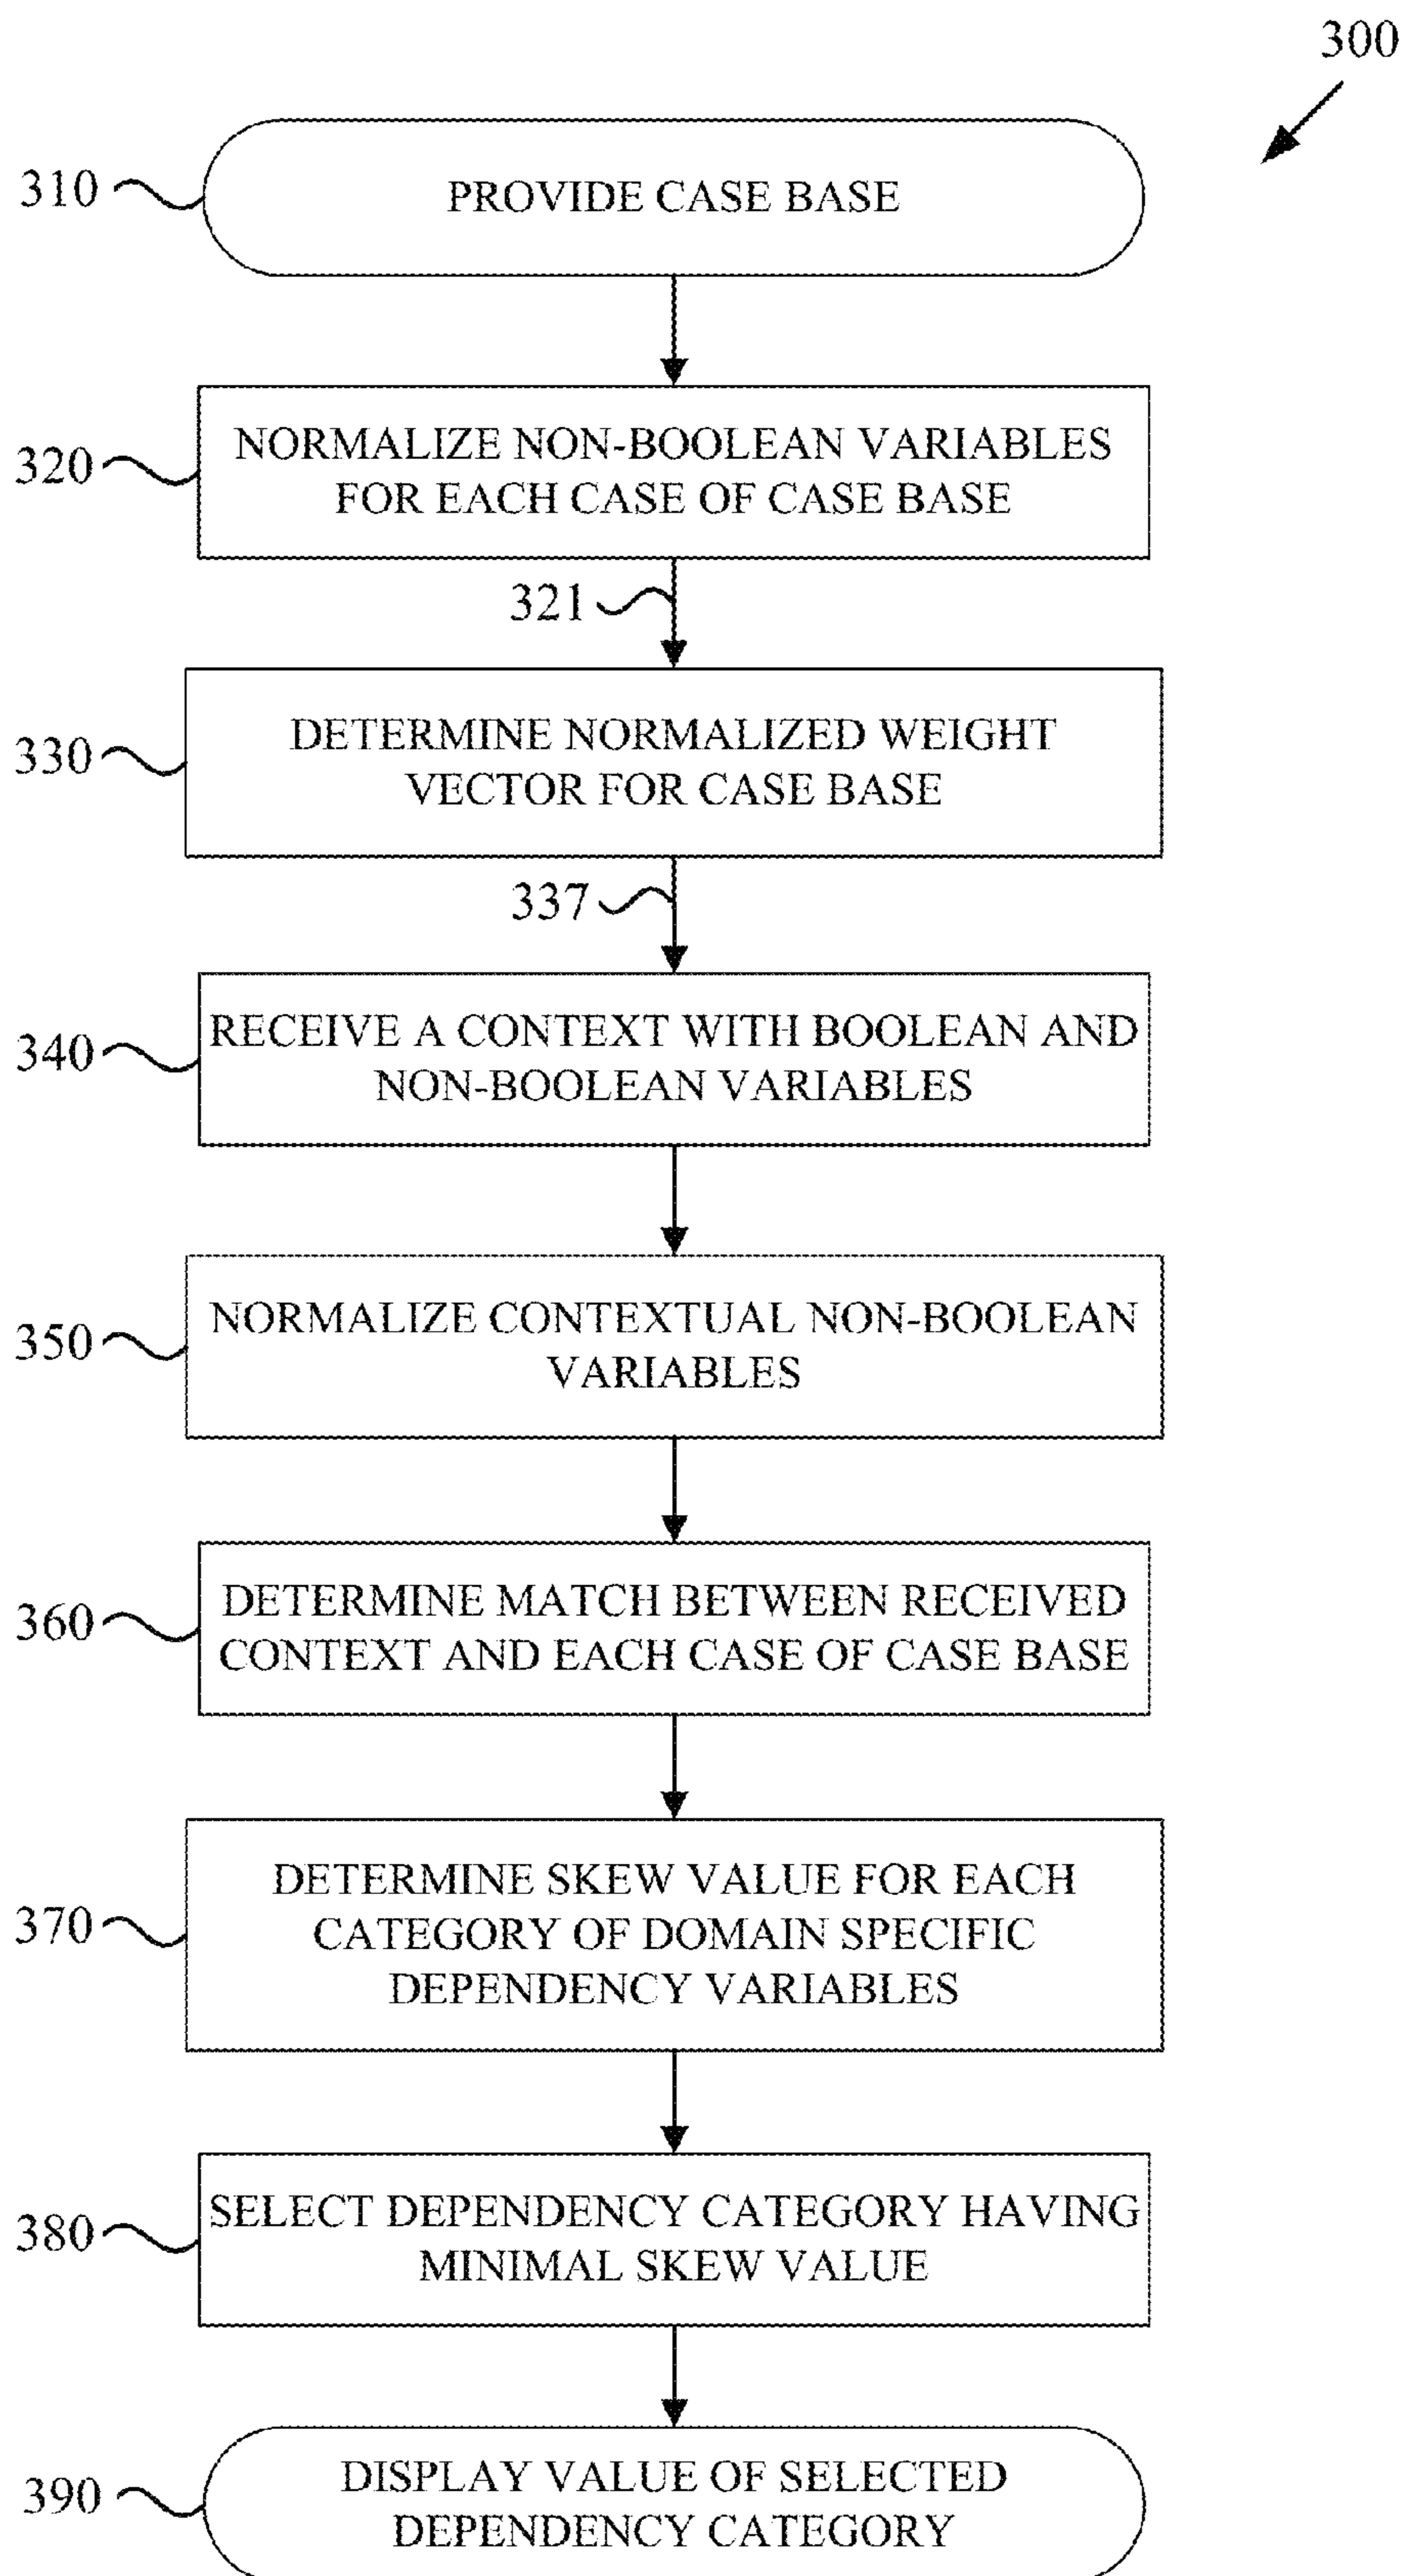 300
310
PROVIDE CASE BASE
320
NORMALIZE NON-BOOLEAN VARIABLES
FOR EACH CASE OF CASE BASE
321
330
DETERMINE NORMALIZED WEIGHT
VECTOR FOR CASE BASE
337
340
RECEIVE A CONTEXT WITH BOOLEAN AND
NON-BOOLEAN VARIABLES
350
NORMALIZE CONTEXTUAL NON-BOOLEAN
VARIABLES
360
DETERMINE MATCH BETWEEN RECEIVED
CONTEXT AND EACH CASE OF CASE BASE
370
DETERMINE SKEW VALUE FOR EACH
CATEGORY OF DOMAIN SPECIFIC
DEPENDENCY VARIABLES
380
SELECT DEPENDENCY CATEGORY HAVING
MINIMAL SKEW VALUE
390
DISPLAY VALUE OF SELECTED
DEPENDENCY CATEGORY